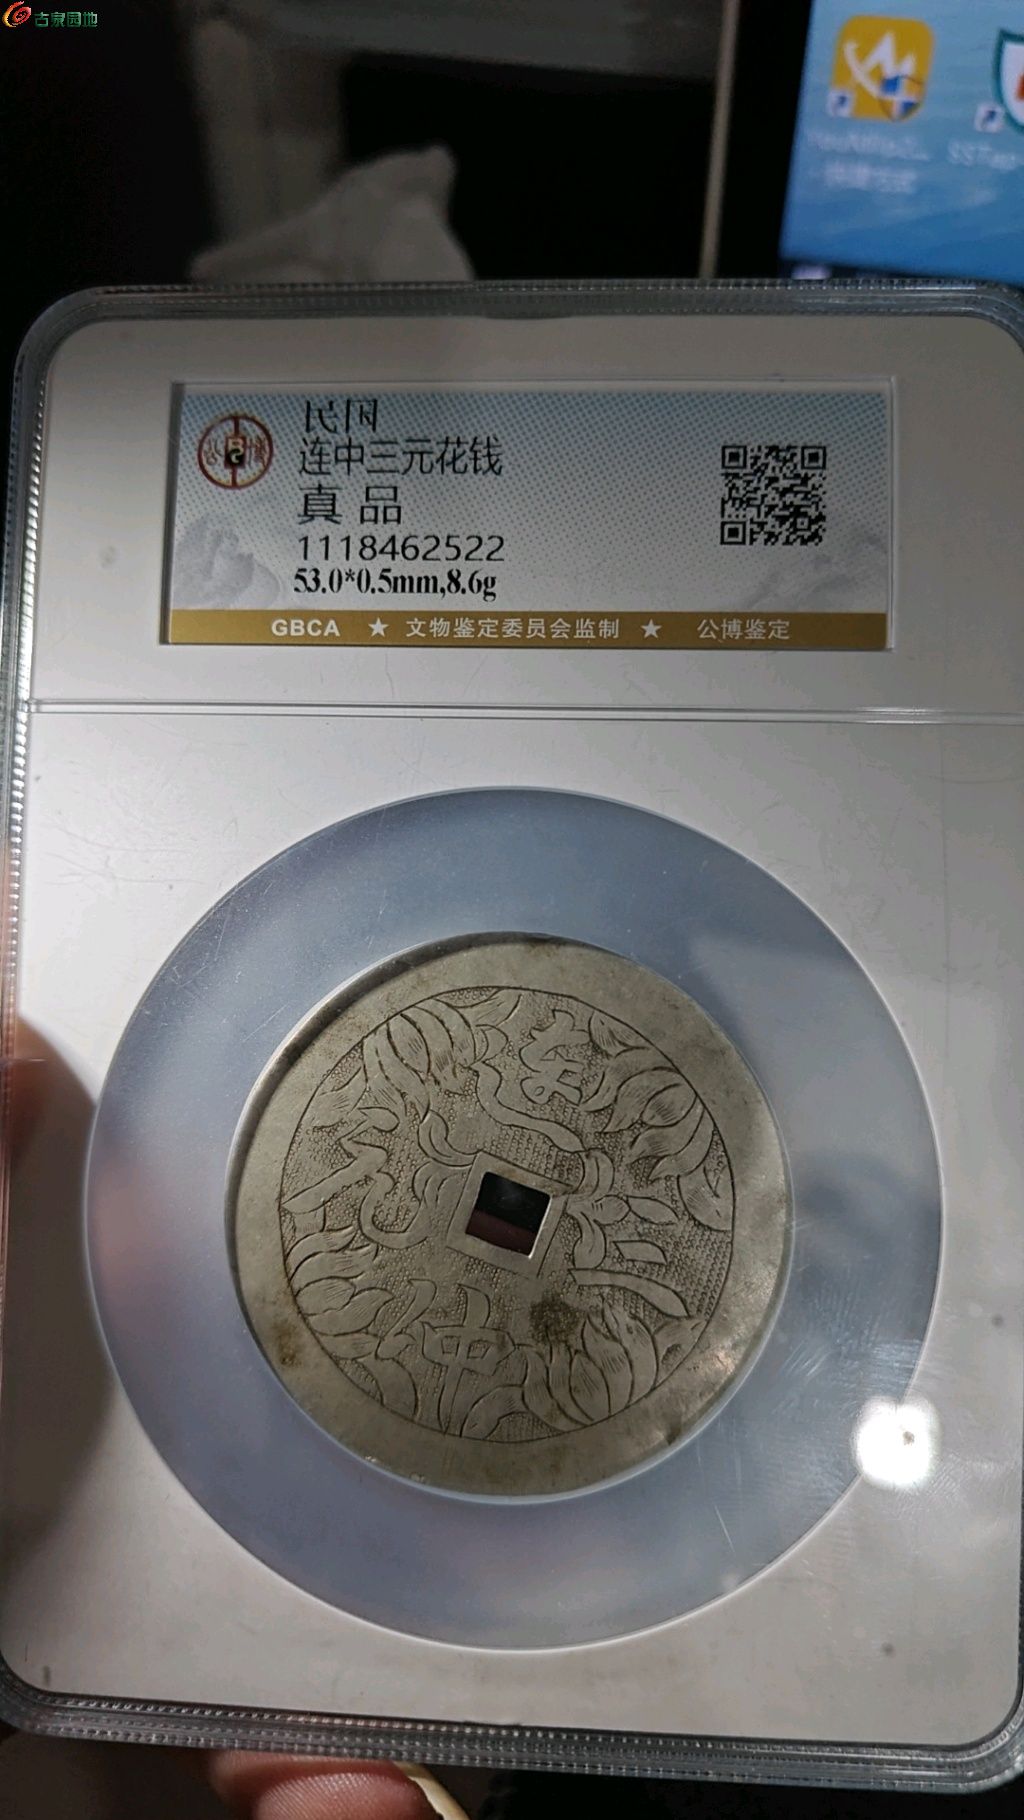 古泉园地
民国
连中三元花钱
真 品
1118462522
53.0*0.5mm,8.6g
GBCA ★ 文物鉴定委员会监制 ★ 公博鉴定